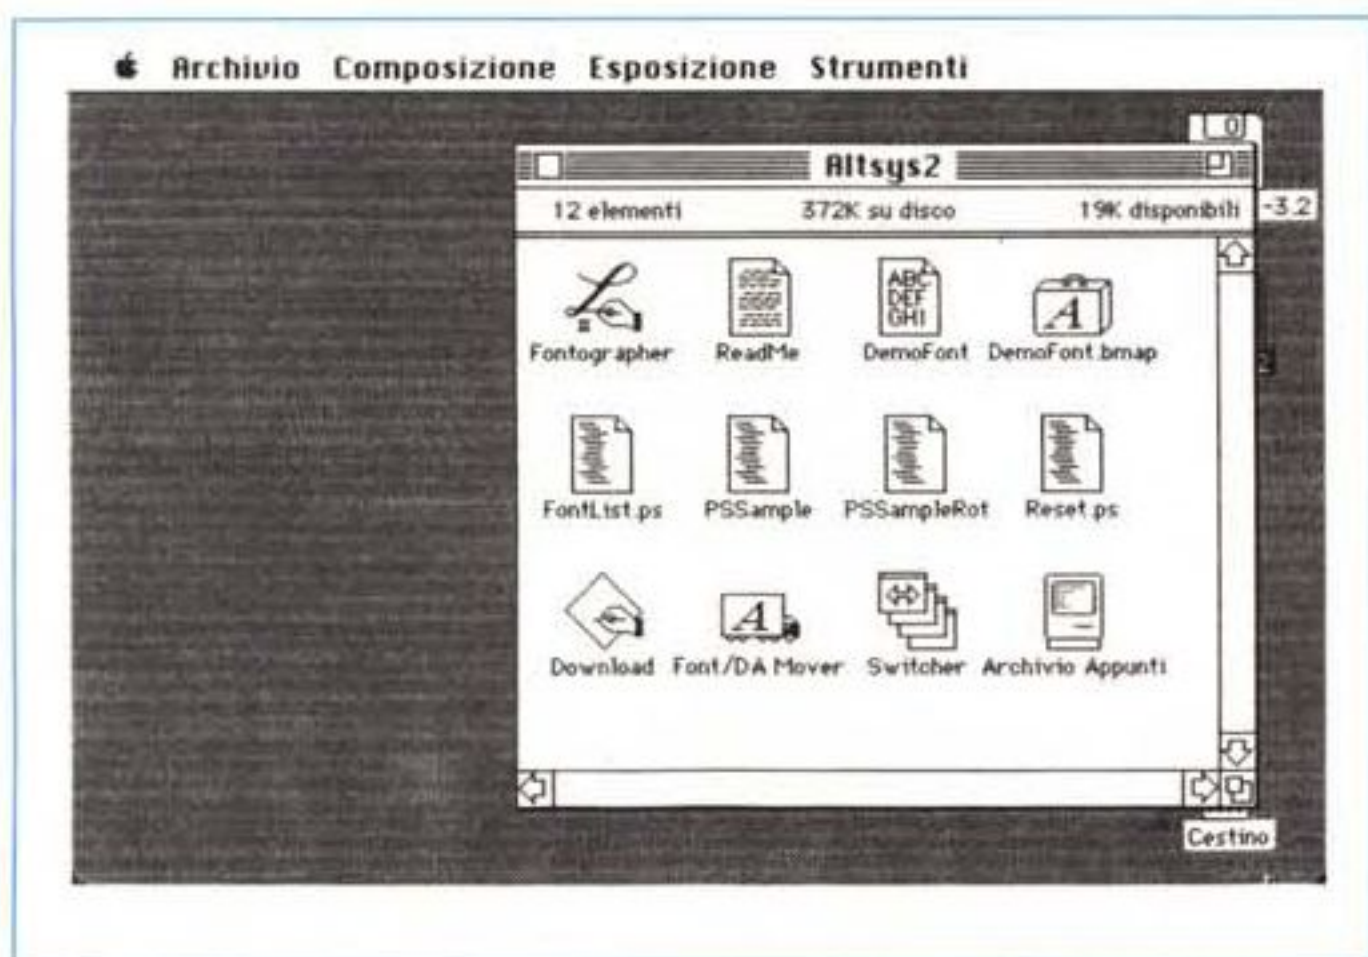 Archivio Composizione Esposizione Strumenti
Altsys2
12 elementi 372K su disco 19K disponibili
-3.2
Fontographer ReadMe DemoFont DemoFont.bmap
FontList.ps PSSample PSSampleRot Reset.ps
Download Font/DA Mover Switcher Archivio Appunti
Cestino